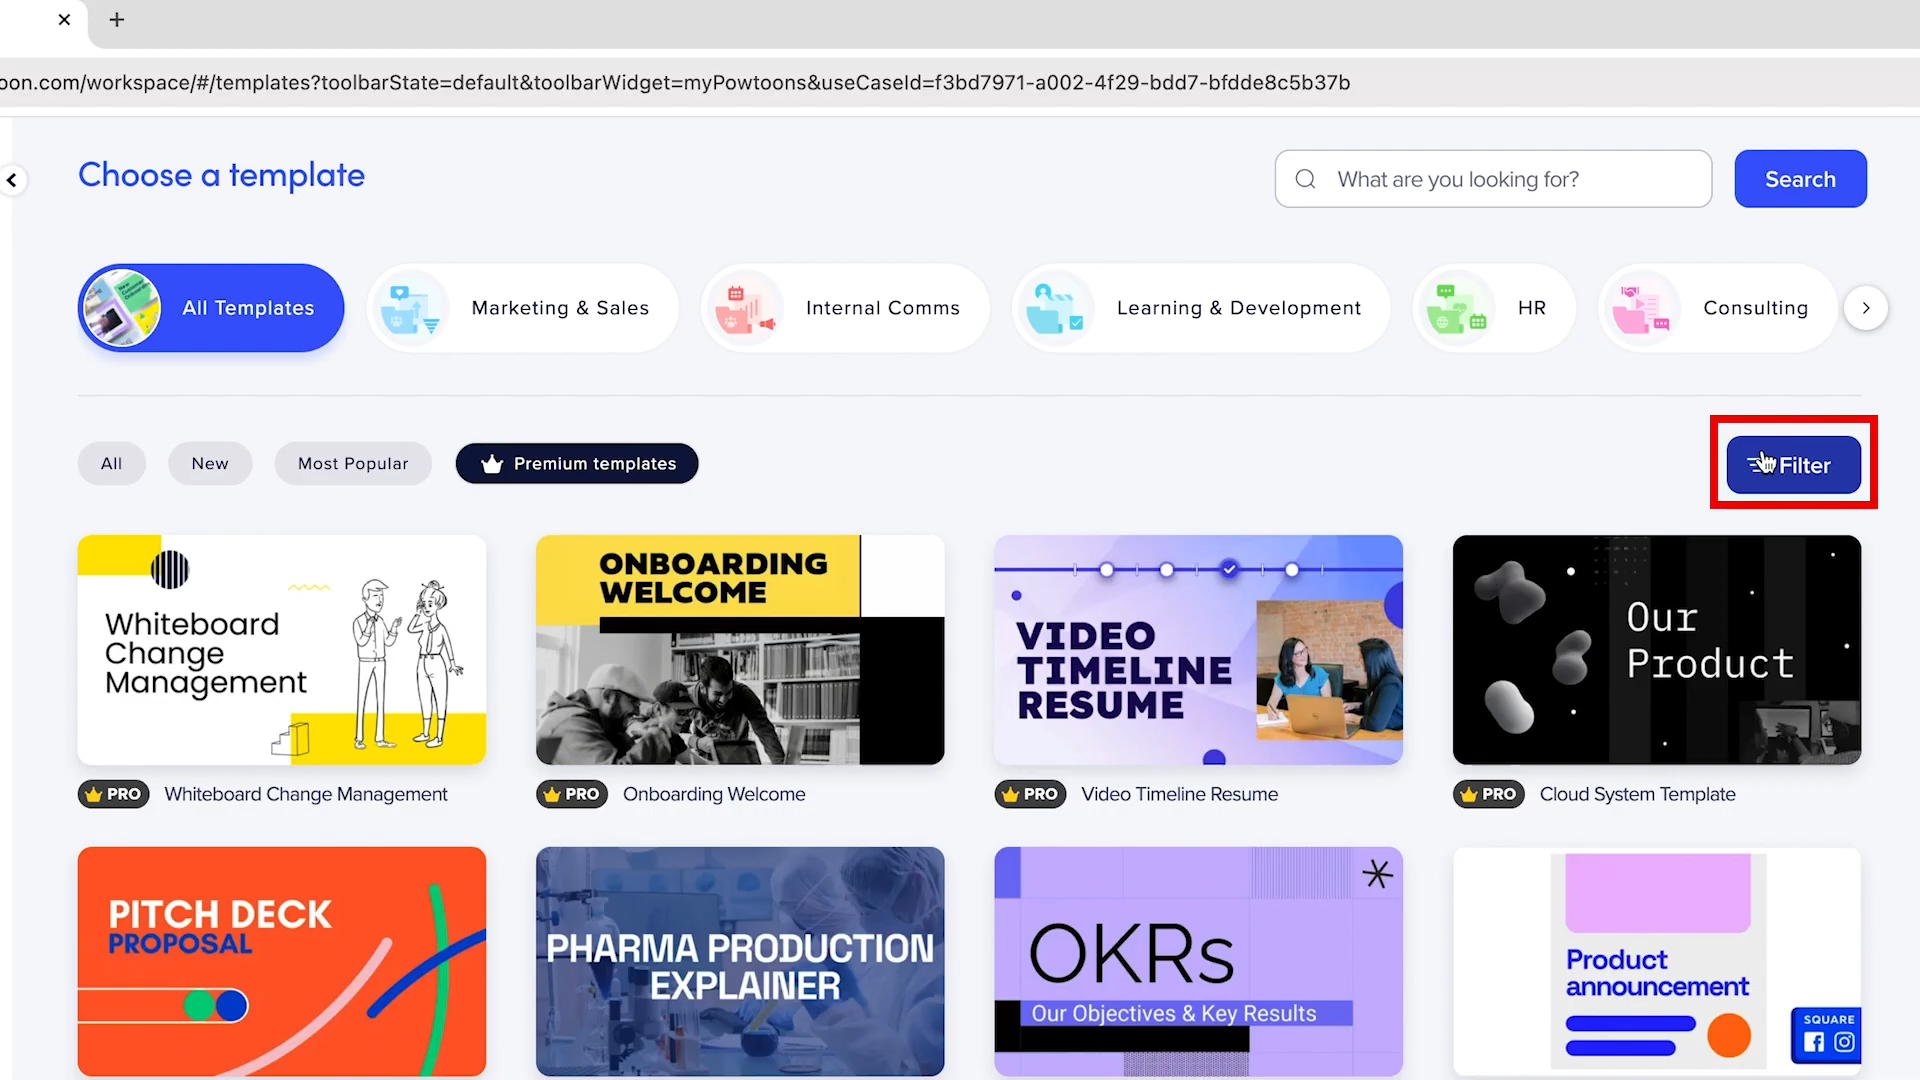 oon.com/workspace/#/templates?toolbarState=default&toolbarWidget=myPowtoons&useCaseId=f3bd7971-a002-4f29-bdd7-bfdde8c5b37b
Choose a template
What are you looking for?
Search
All Templates
Marketing & Sales
Internal Comms
Learning & Development
HR
Consulting
All
New
Most Popular
Premium templates
Filter
Whiteboard
Change
Management
ONBOARDING
WELCOME
VIDEO
TIMELINE
RESUME
Our
Product
PRO Whiteboard Change Management
PRO Onboarding Welcome
PRO Video Timeline Resume
PRO Cloud System Template
PITCH DECK
PROPOSAL
PHARMA PRODUCTION
EXPLAINER
OKRs
Our Objectives & Key Results
Product
announcement
SQUARE